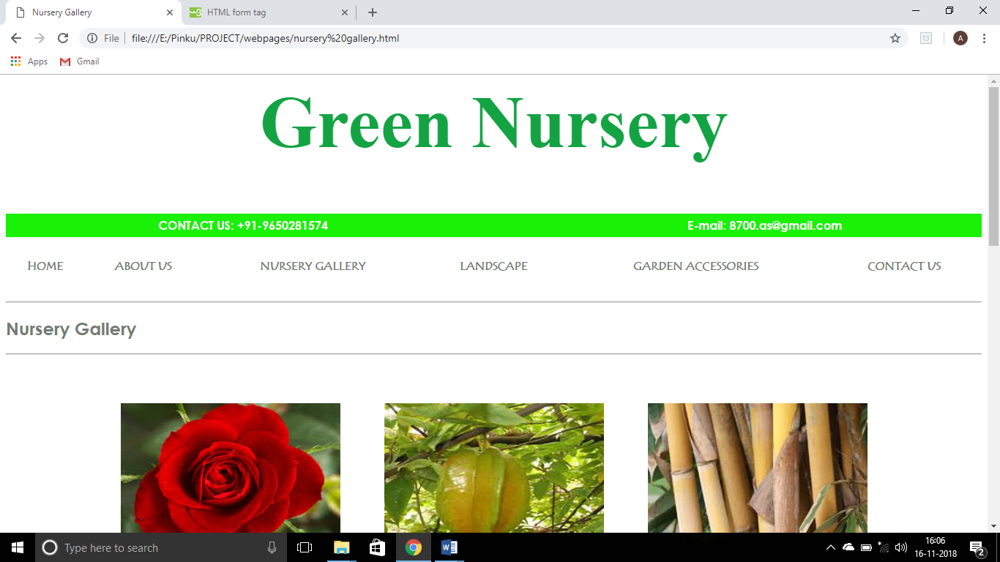 Nursery Gallery
HTML form tag
File
file:///E:/Pinku/PROJECT/webpages/nursery%20gallery.html
A
Apps
Gmail
Green Nursery
CONTACT US: +91-9650281574
E-mail: 8700.as@gmail.com
HOME
ABOUT US
NURSERY GALLERY
LANDSCAPE
GARDEN ACCESSORIES
CONTACT US
Nursery Gallery
Type here to search
16:06
16-11-2018
2